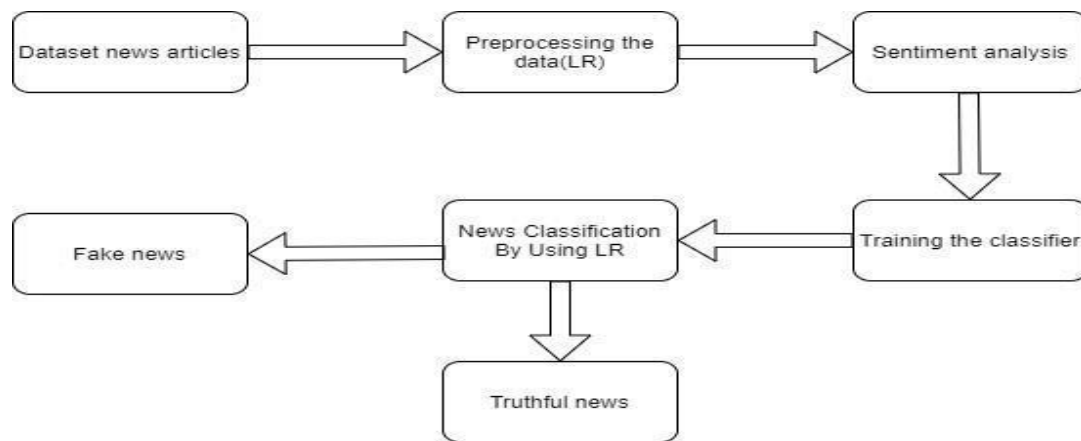 Dataset news articles
Preprocessing the
data(LR)
Sentiment analysis
Training the classifier
News Classification
By Using LR
Fake news
Truthful news